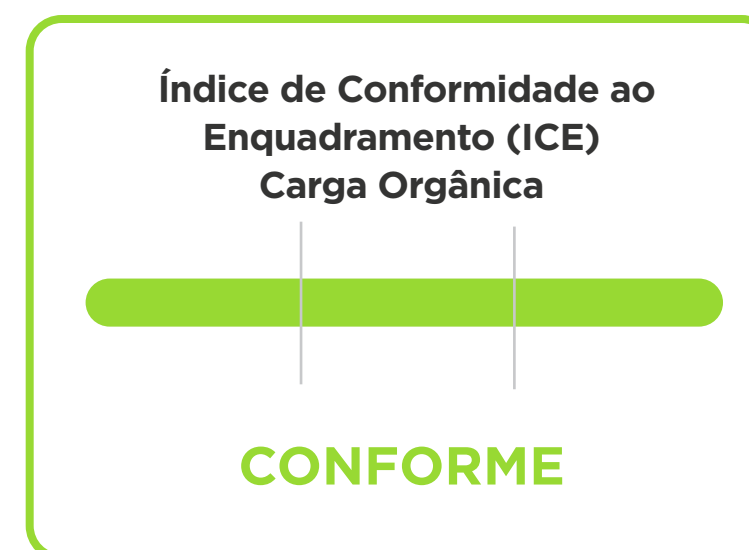 Índice de Conformidade ao
Enquadramento (ICE)
Carga Orgânica
CONFORME